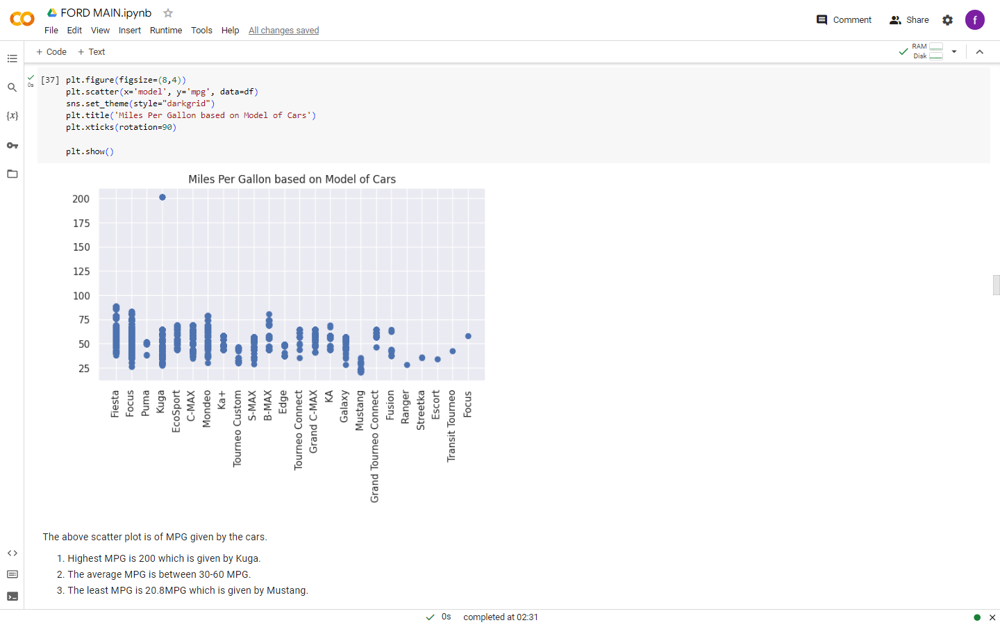 FORD MAIN.ipynb
File Edit View Insert Runtime Tools Help All changes saved
Comment Share f
+ Code + Text
RAM
Disk
{x}
0s
[37] plt.figure(figsize=(8,4))
plt.scatter(x='model', y='mpg', data=df)
sns.set_theme(style="darkgrid")
plt.title('Miles Per Gallon based on Model of Cars')
plt.xticks(rotation=90)
plt.show()
Miles Per Gallon based on Model of Cars
200
175
150
125
100
75
50
25
Fiesta
Focus
Puma
Kuga
EcoSport
C-MAX
Mondeo
Ka+
Tourneo Custom
S-MAX
B-MAX
Edge
Tourneo Connect
Grand C-MAX
KA
Galaxy
Mustang
Grand Tourneo Connect
Fusion
Ranger
Streetka
Escort
Transit Tourneo
Focus
The above scatter plot is of MPG given by the cars.
1. Highest MPG is 200 which is given by Kuga.
2. The average MPG is between 30-60 MPG.
3. The least MPG is 20.8MPG which is given by Mustang.
0s completed at 02:31